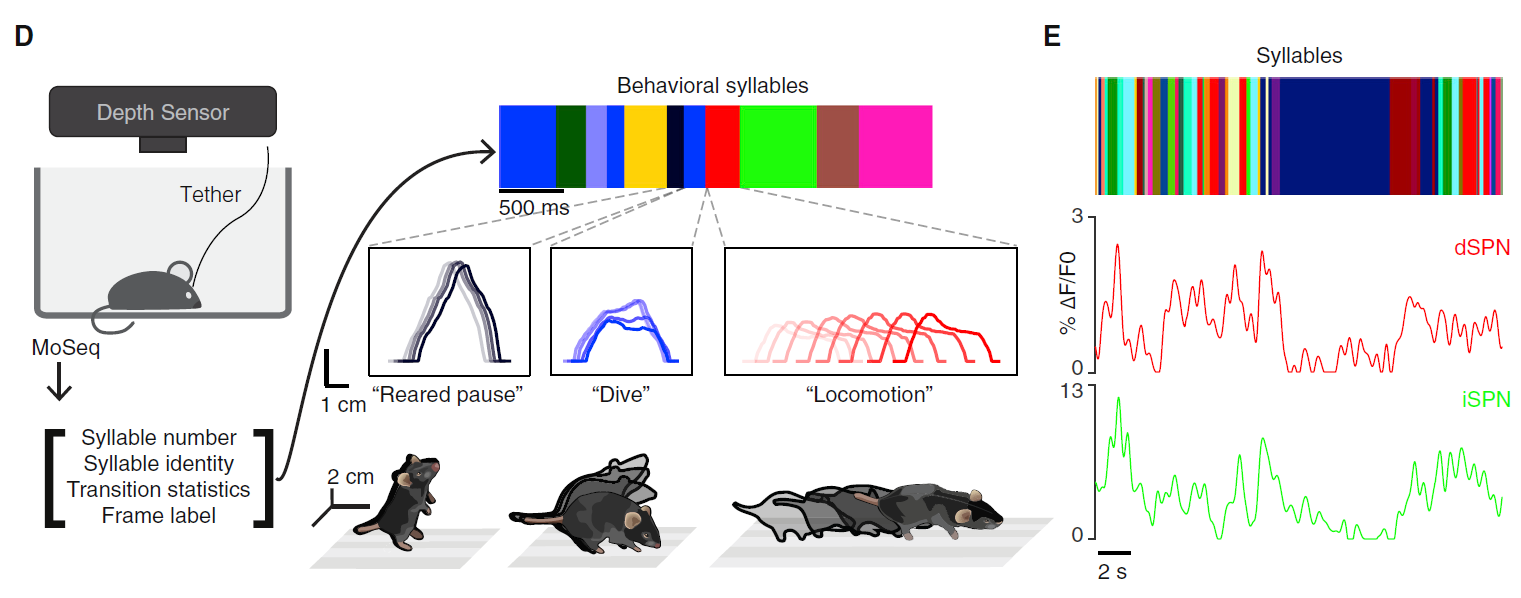 D
Depth Sensor
Tether
MoSeq
Syllable number
Syllable identity
Transition statistics
Frame label
Behavioral syllables
500 ms
1 cm
“Reared pause”
“Dive”
“Locomotion”
2 cm
E
Syllables
3
dSPN
% ΔF/F0
0
13
iSPN
0
2 s